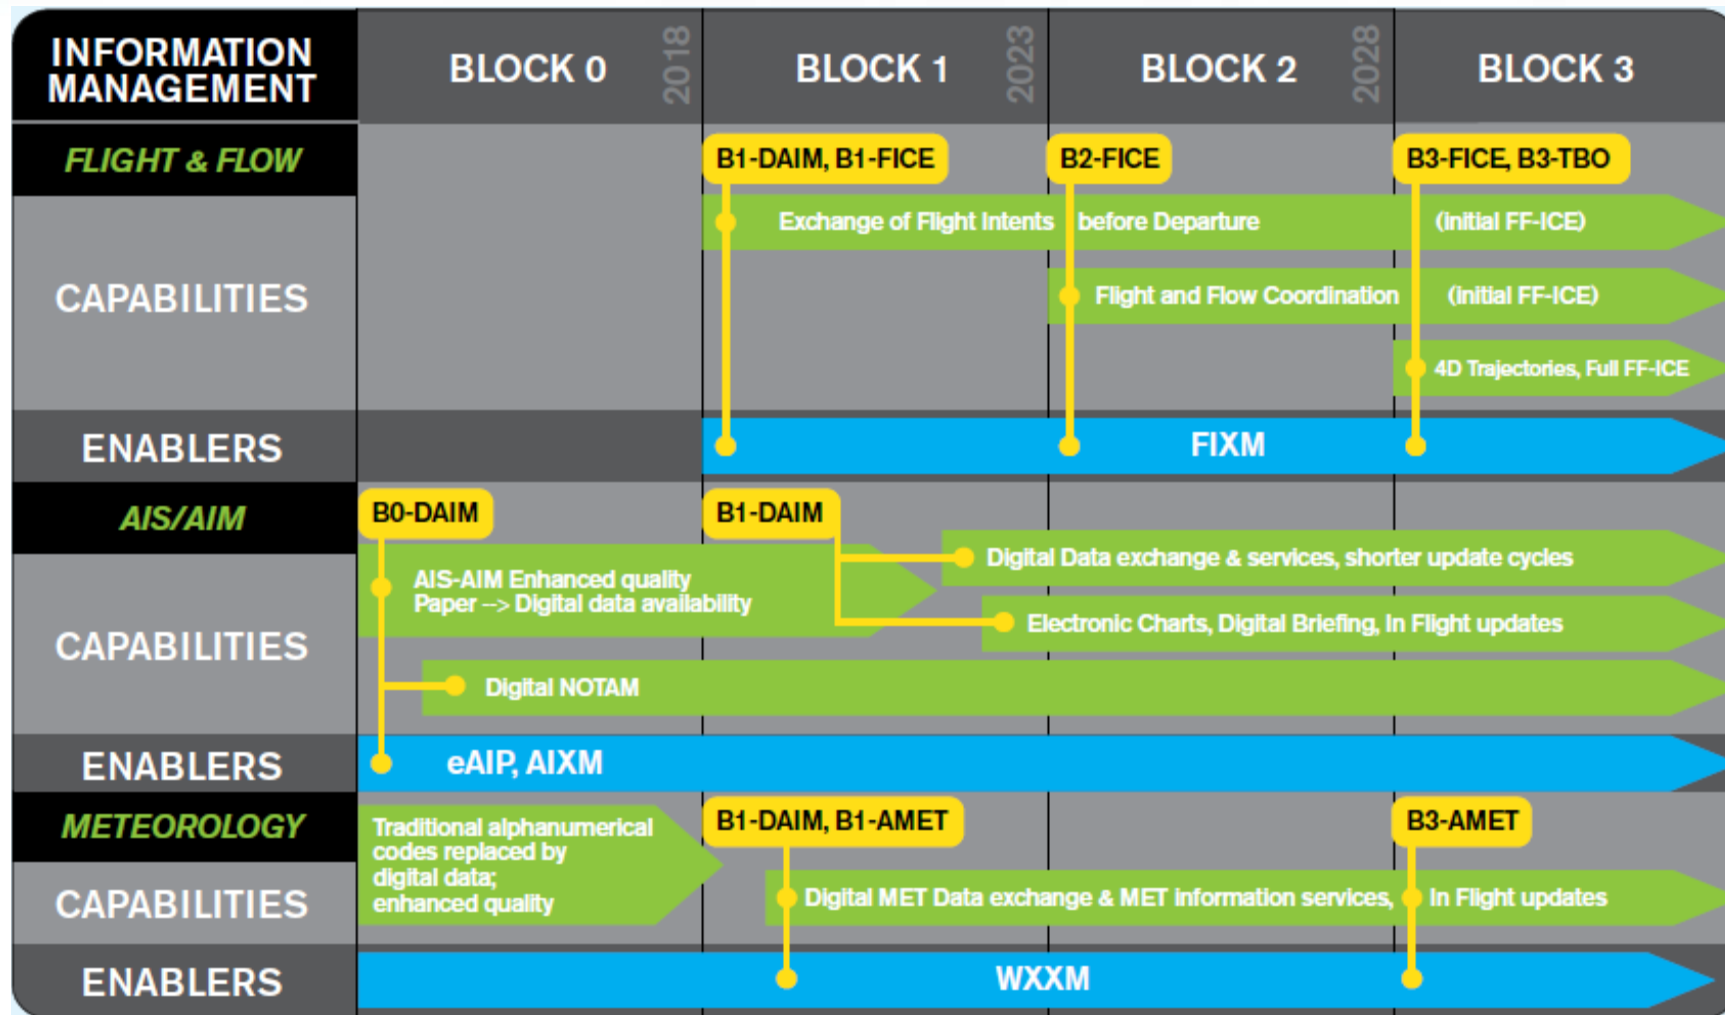 INFORMATION
MANAGEMENT
BLOCK 0
2018
BLOCK 1
2023
BLOCK 2
2028
BLOCK 3
FLIGHT & FLOW
B1-DAIM, B1-FICE
B2-FICE
B3-FICE, B3-TBO
CAPABILITIES
Exchange of Flight Intents before Departure (initial FF-ICE)
Flight and Flow Coordination (initial FF-ICE)
4D Trajectories, Full FF-ICE
ENABLERS
FIXM
AIS/AIM
B0-DAIM
B1-DAIM
CAPABILITIES
AIS-AIM Enhanced quality
Paper --> Digital data availability
Digital Data exchange & services, shorter update cycles
Electronic Charts, Digital Briefing, In Flight updates
Digital NOTAM
ENABLERS
eAIP, AIXM
METEOROLOGY
B1-DAIM, B1-AMET
B3-AMET
CAPABILITIES
Traditional alphanumerical
codes replaced by
digital data;
enhanced quality
Digital MET Data exchange & MET information services, In Flight updates
ENABLERS
WXXM